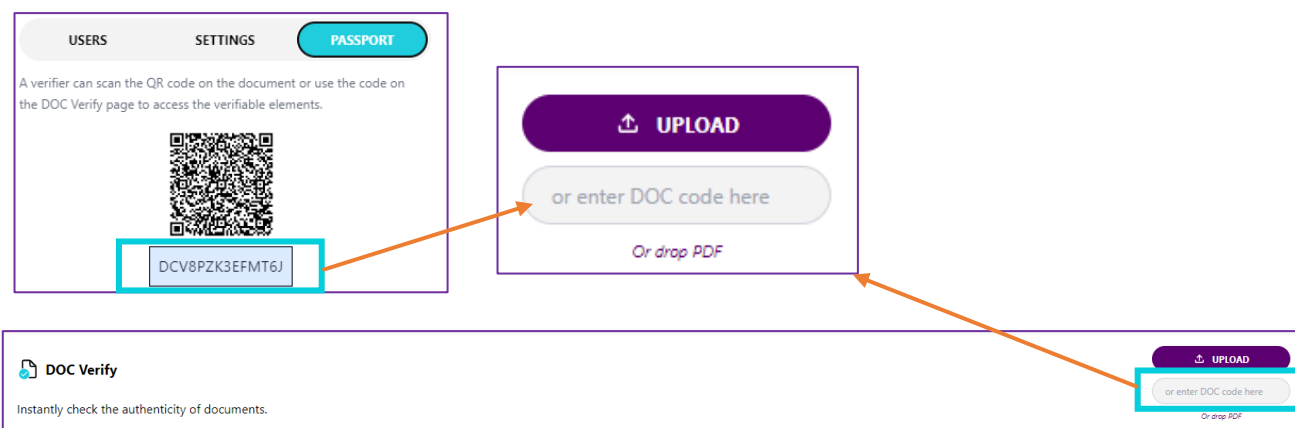 USERS SETTINGS PASSPORT
A verifier can scan the QR code on the document or use the code on
the DOC Verify page to access the verifiable elements.
DCV8PZK3EFMT6J
UPLOAD
or enter DOC code here
Or drop PDF
DOC Verify
Instantly check the authenticity of documents.
UPLOAD
or enter DOC code here
Or drop PDF